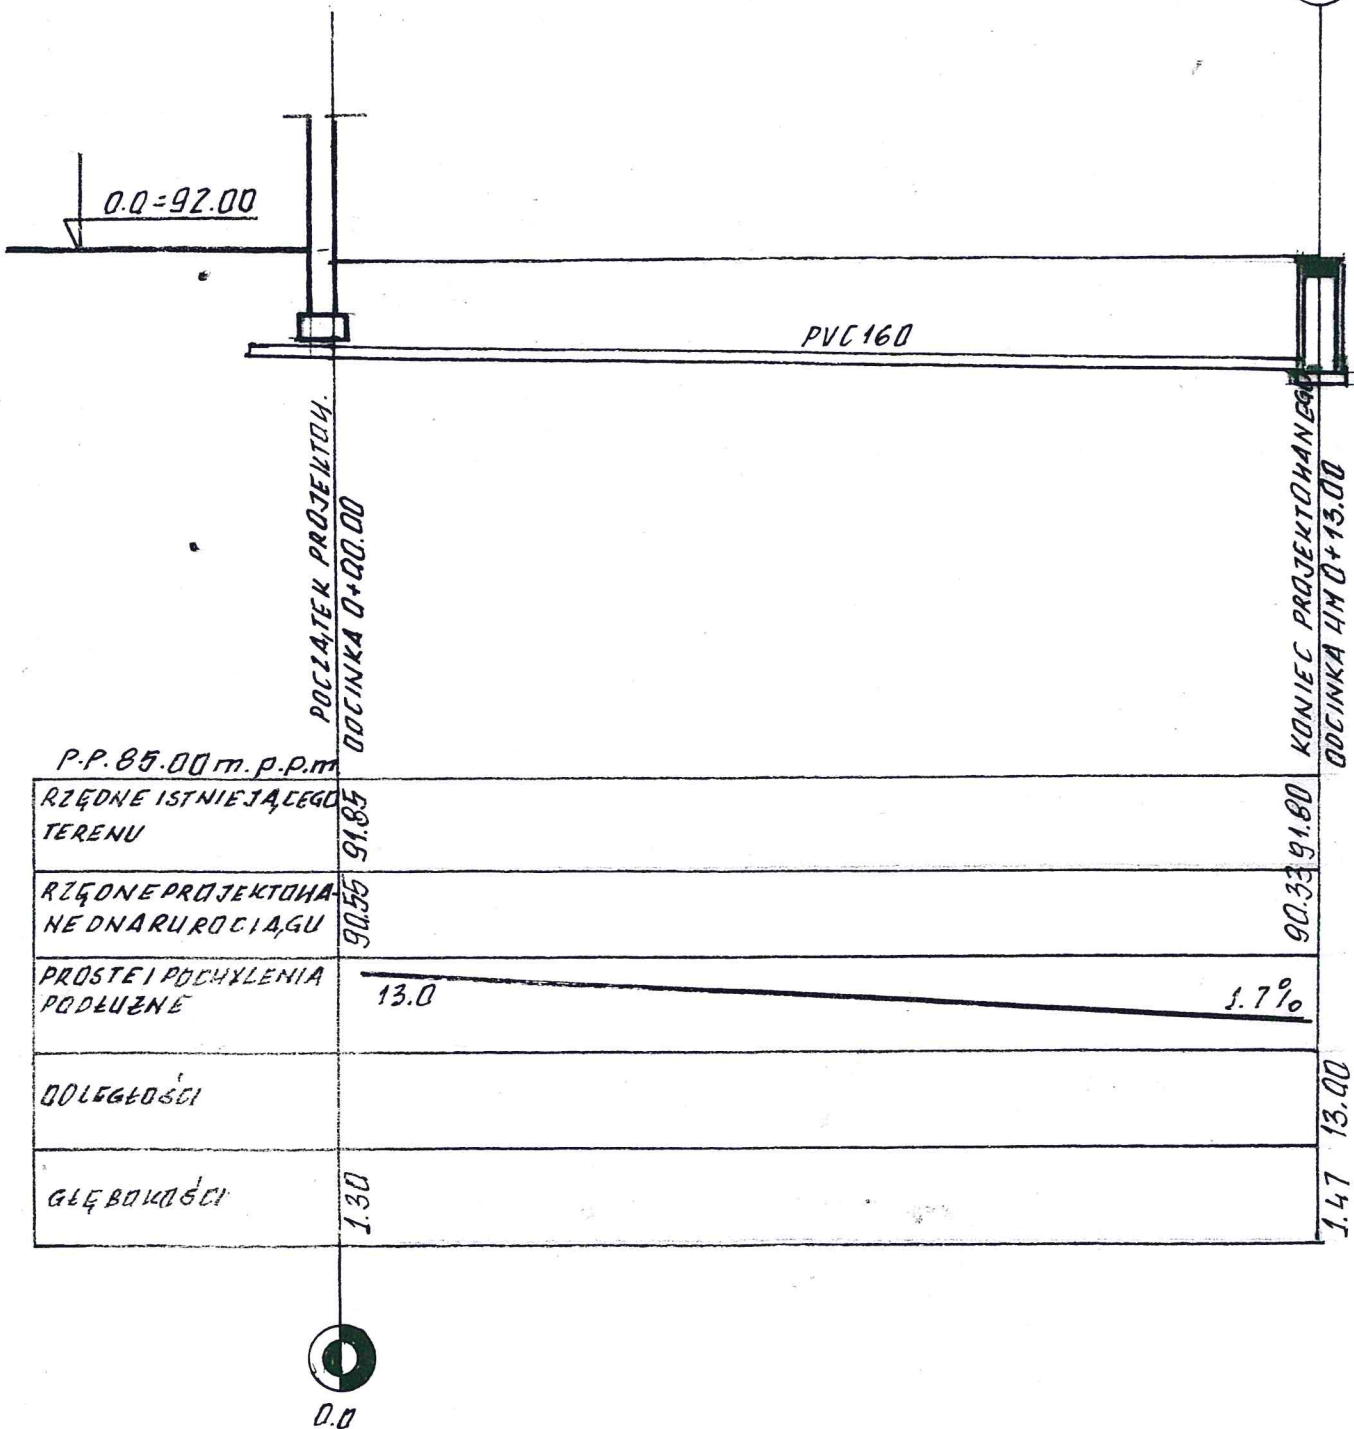 0.0=92.00
PVC160
POCZĄTEK PROJEKTOW.
ODCINKA 0+00.00
KONIEC PROJEKTOWANEGO
ODCINKA HM 0+13.00
P.P. 85.00 m.p.p.m
RZĘDNE ISTNIEJĄCEGO
TERENU
91.85
91.80
RZĘDNE PROJEKTOWA-
NE DNA RUROCIĄGU
90.55
90.33
PROSTE I POCHYLENIA
PODŁUŻNE
13.0
1.7%
ODLEGŁOŚCI
13.00
GŁĘBOKOŚCI
1.30
1.47
0.0